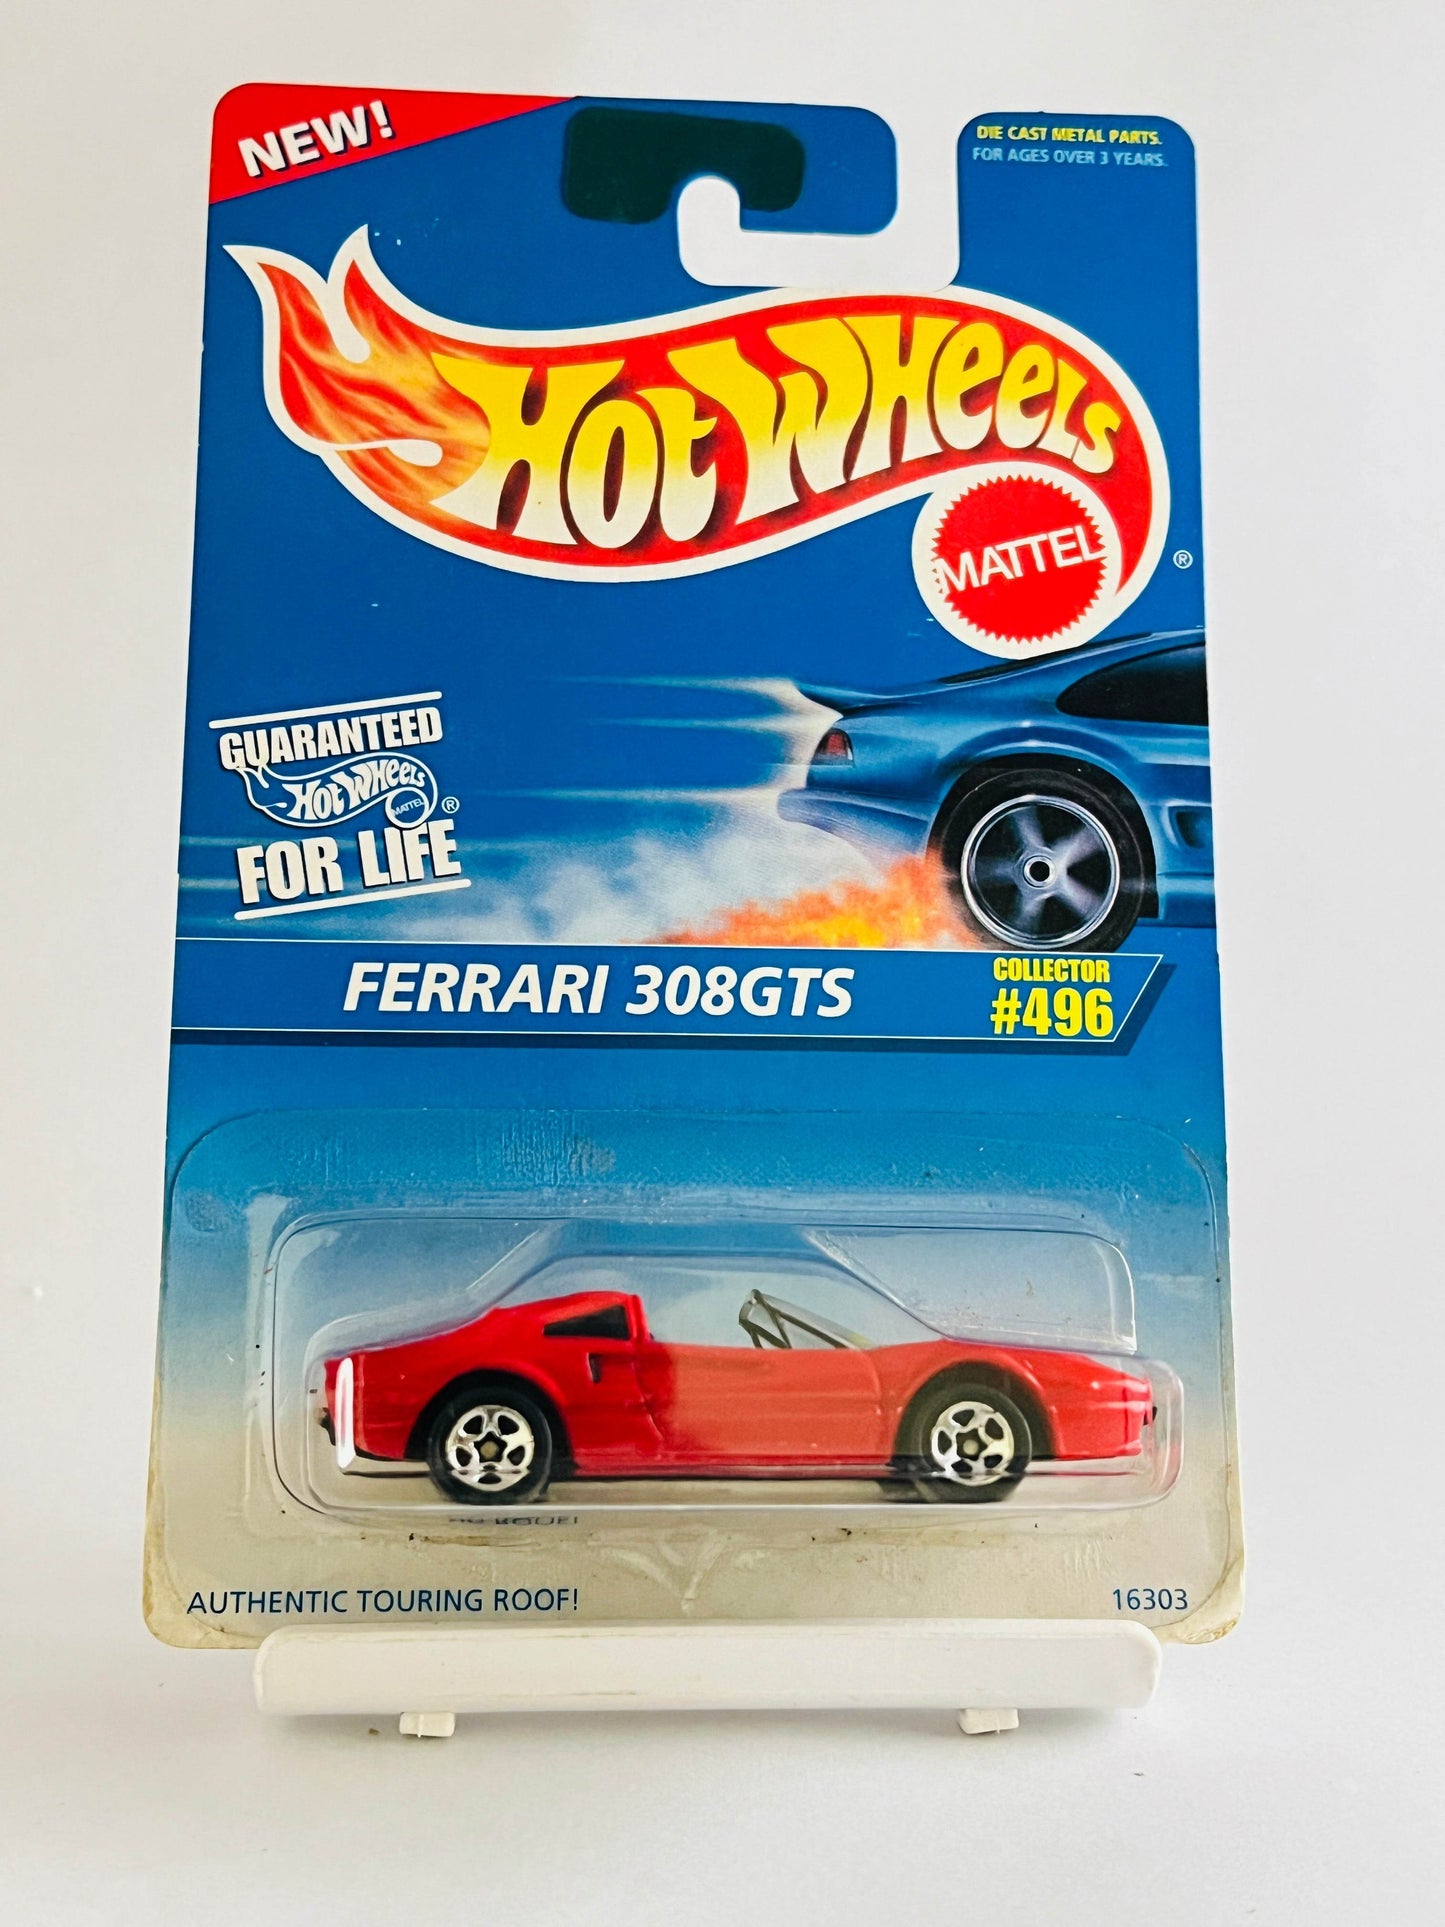 NEW!
DIE CAST METAL PARTS.
FOR AGES OVER 3 YEARS.
HOT WHEELS
MATTEL
®
GUARANTEED
HOT WHEELS
MATTEL
®
FOR LIFE
FERRARI 308GTS
COLLECTOR
#496
AUTHENTIC TOURING ROOF!
16303